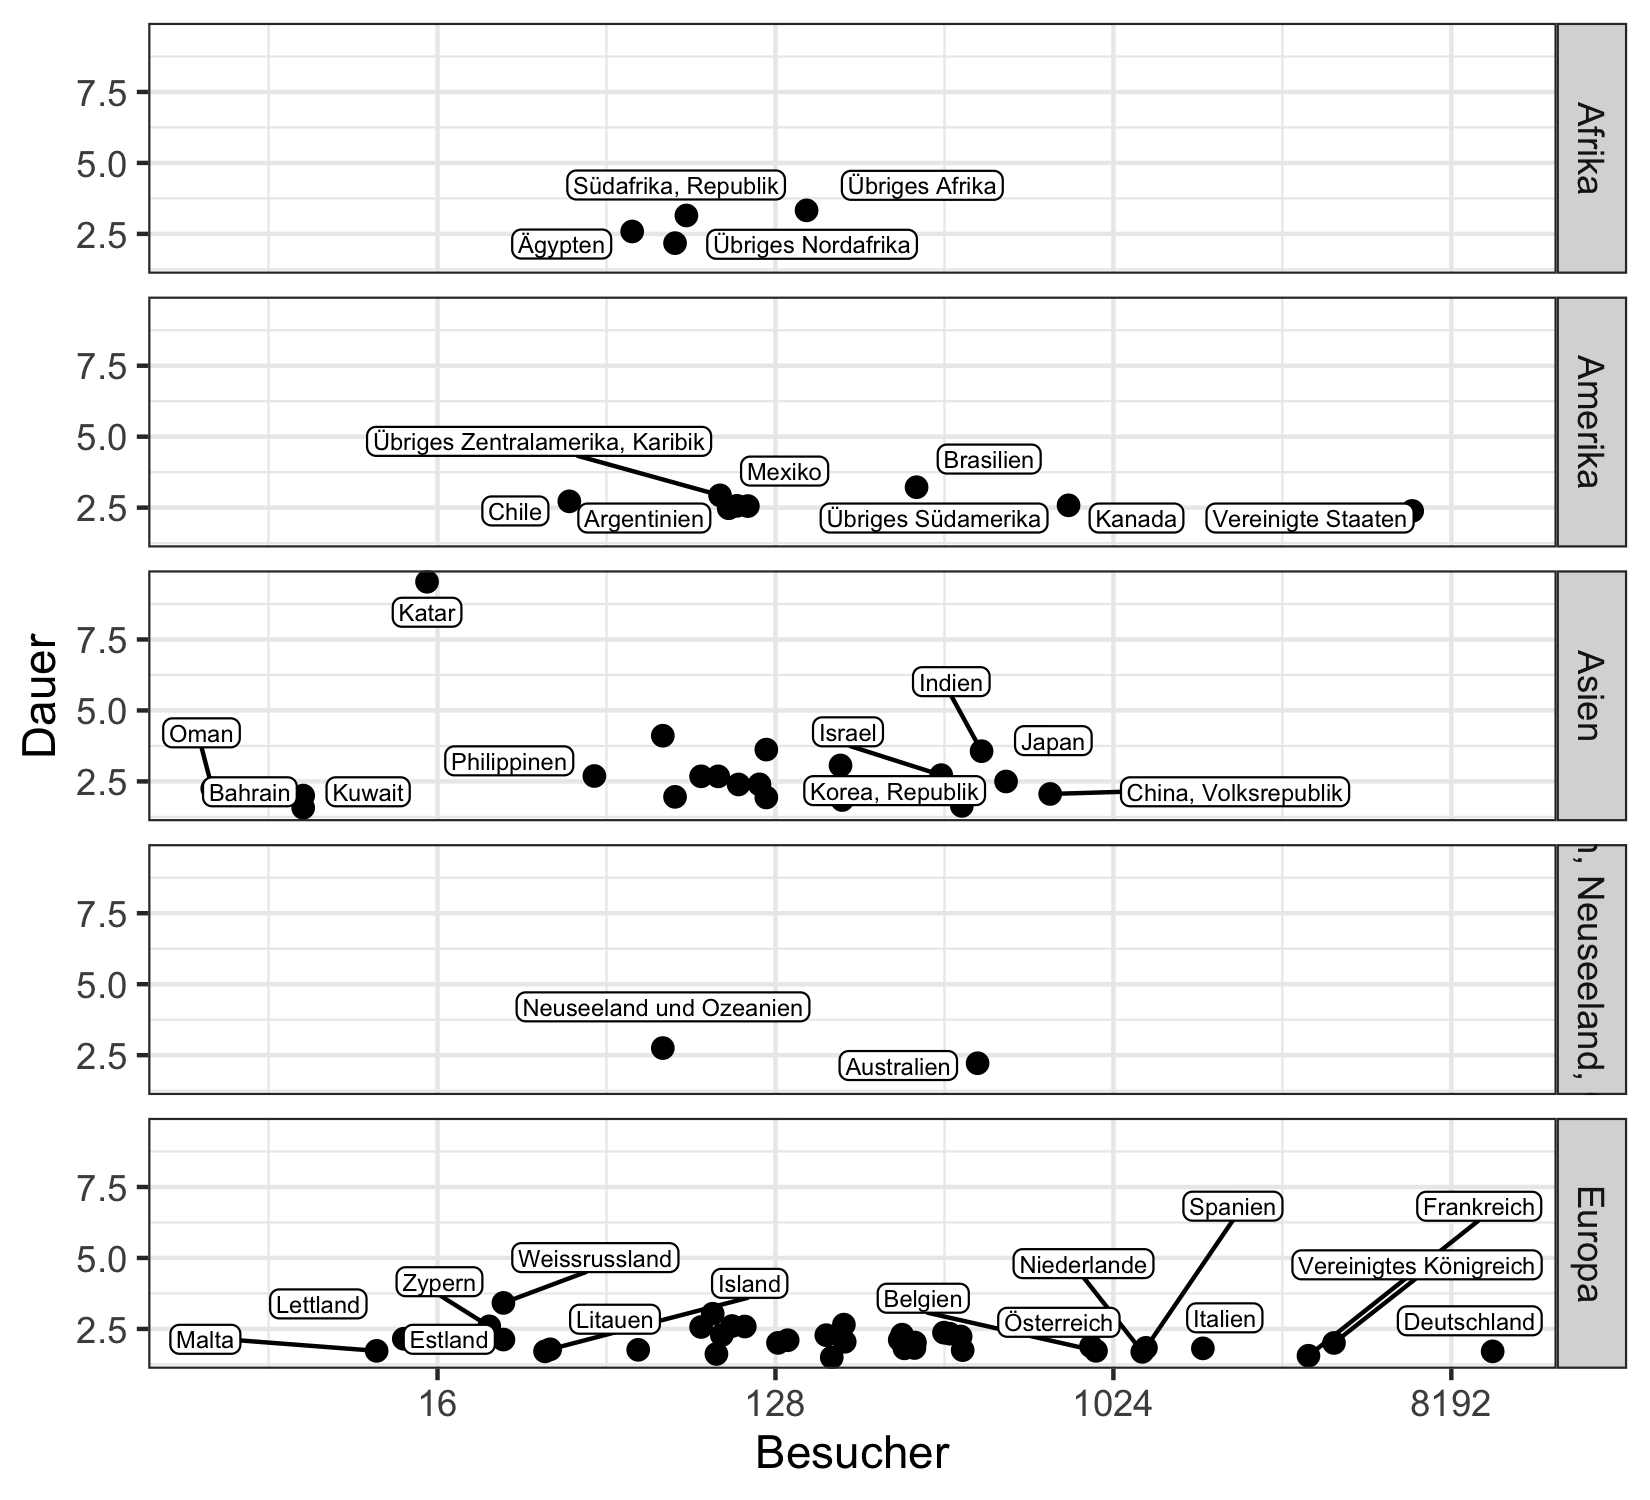 7.5
5.0
2.5
Südafrika, Republik
Übriges Afrika
Ägypten
Übriges Nordafrika
Afrika
7.5
5.0
2.5
Übriges Zentralamerika, Karibik
Brasilien
Mexiko
Chile
Argentinien
Übriges Südamerika
Kanada
Vereinigte Staaten
Amerika
Dauer
7.5
5.0
2.5
Katar
Indien
Oman
Israel
Japan
Philippinen
Bahrain
Kuwait
Korea, Republik
China, Volksrepublik
Asien
7.5
5.0
2.5
Neuseeland und Ozeanien
Australien
, Neuseeland,
7.5
5.0
2.5
Spanien
Frankreich
Weissrussland
Niederlande
Vereinigtes Königreich
Zypern
Island
Belgien
Lettland
Litauen
Österreich
Italien
Deutschland
Malta
Estland
Europa
16
128
1024
8192
Besucher